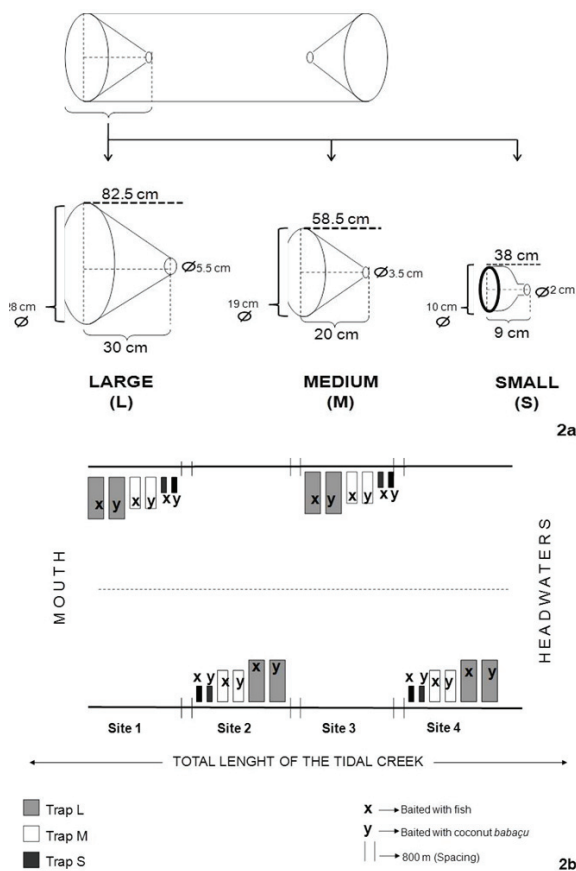 82.5 cm
58.5 cm
38 cm
Ø5.5 cm
Ø3.5 cm
Ø2 cm
28 cm
Ø
19 cm
Ø
10 cm
Ø
30 cm
20 cm
9 cm
LARGE
(L)
MEDIUM
(M)
SMALL
(S)
2a
x y x y x y
x y x y x y
MOUTH
HEADWATERS
x y x y x y
x y x y x y
Site 1
Site 2
Site 3
Site 4
TOTAL LENGHT OF THE TIDAL CREEK
Trap L
Trap M
Trap S
x → Baited with fish
y → Baited with coconut babaçu
800 m (Spacing)
2b